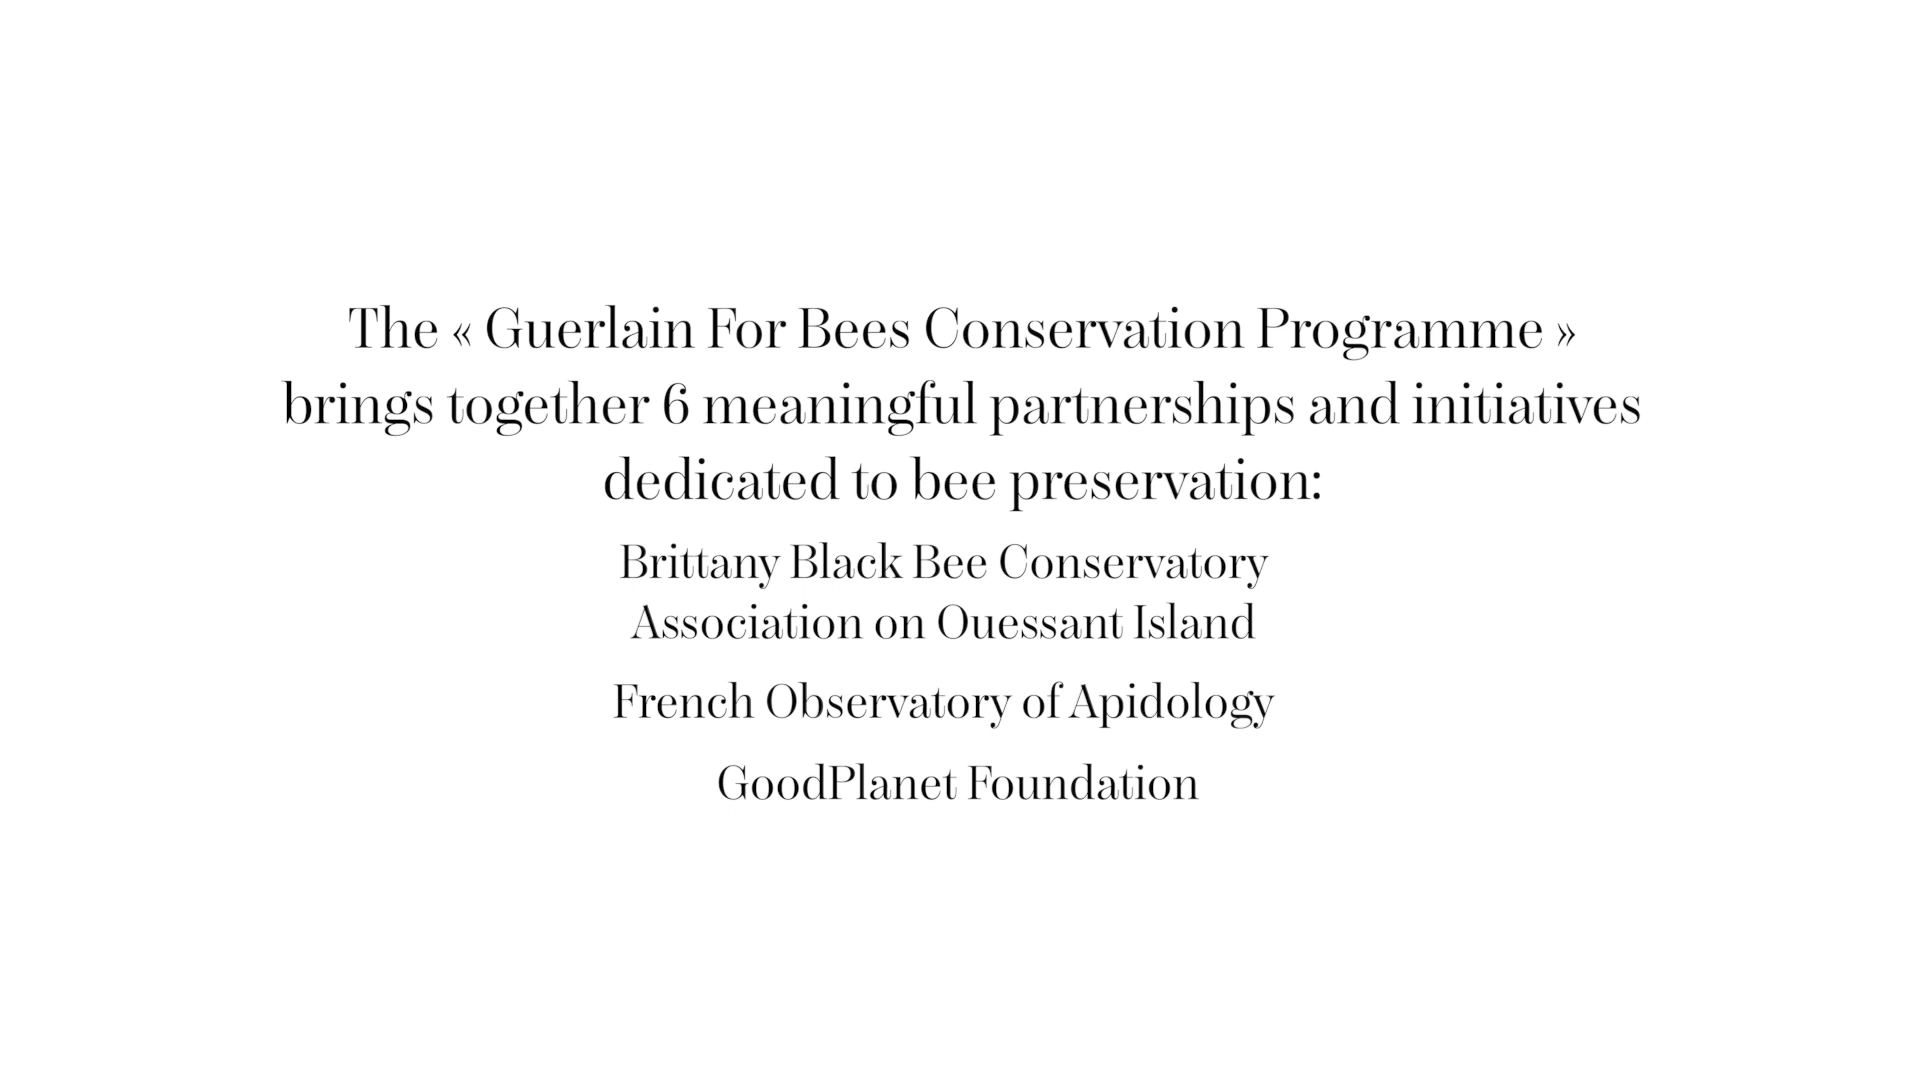 The « Guerlain For Bees Conservation Programme »
brings together 6 meaningful partnerships and initiatives
dedicated to bee preservation:
Brittany Black Bee Conservatory
Association on Ouessant Island
French Observatory of Apidology
GoodPlanet Foundation